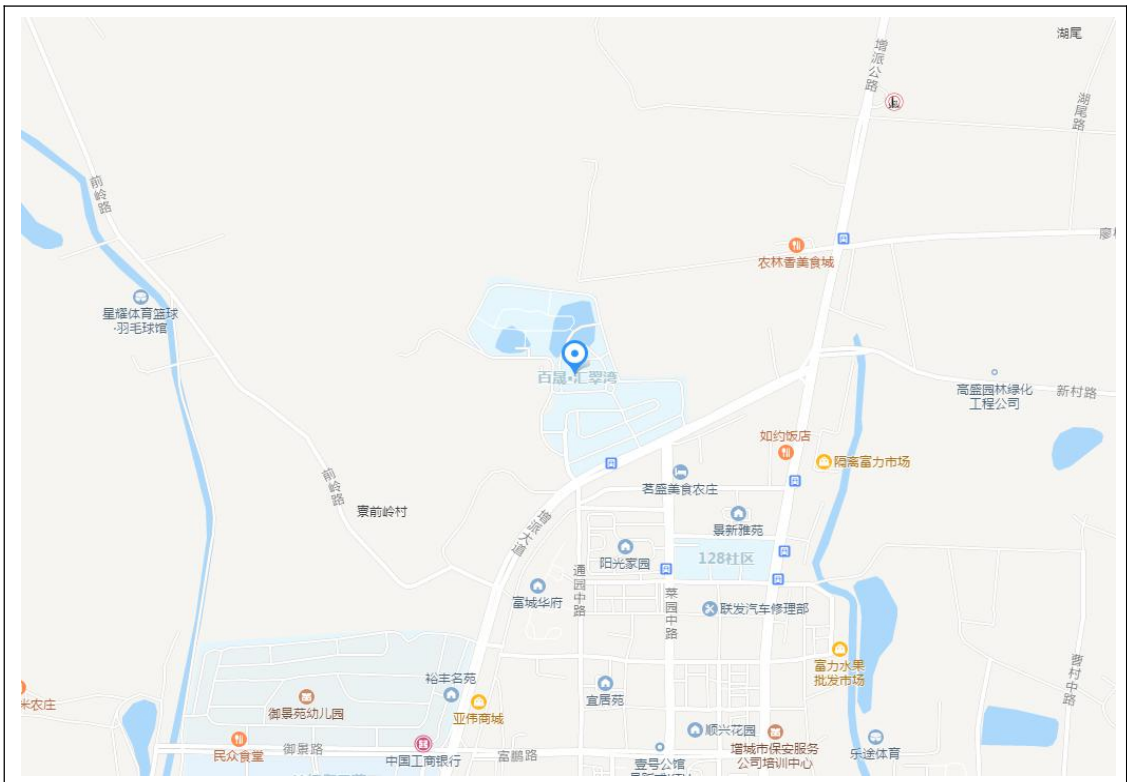 湖尾
增派公路
湖尾路
前岭路
农林香美食城
星耀体育篮球
·羽毛球馆
百晟·汇翠湾
高盛园林绿化
工程公司
新村路
如约饭店
隔离富力市场
前岭路
茗盛美食农庄
寮前岭村
增派大道
景新雅苑
128社区
阳光家园
通园中路
富城华府
菜园中路
联发汽车修理部
富力水果
批发市场
曹村中路
裕丰名苑
宜居苑
米农庄
御景苑幼儿园
亚伟商城
顺兴花园
民众食堂
御景路
中国工商银行
富鹏路
壹号公馆
增城市保安服务
公司培训中心
乐途体育